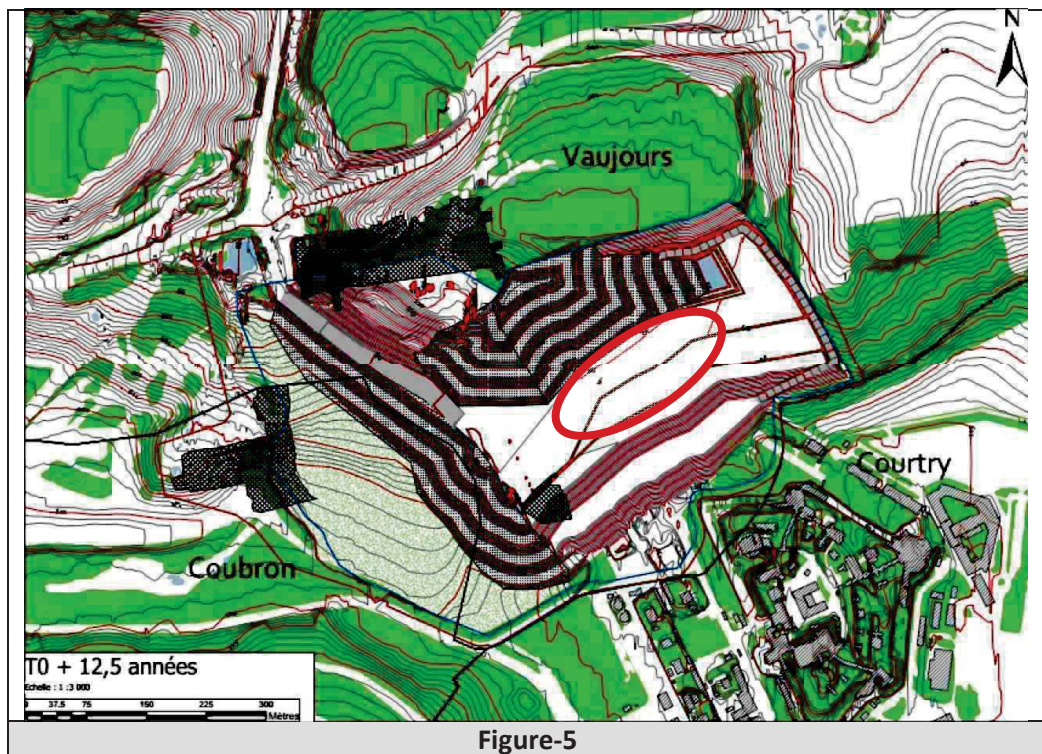 N
Vaujours
Courtry
Coubron
T0 + 12,5 années
Echelle : 1 :3 000
37.5 75 150 225 300
Mètres
Figure-5